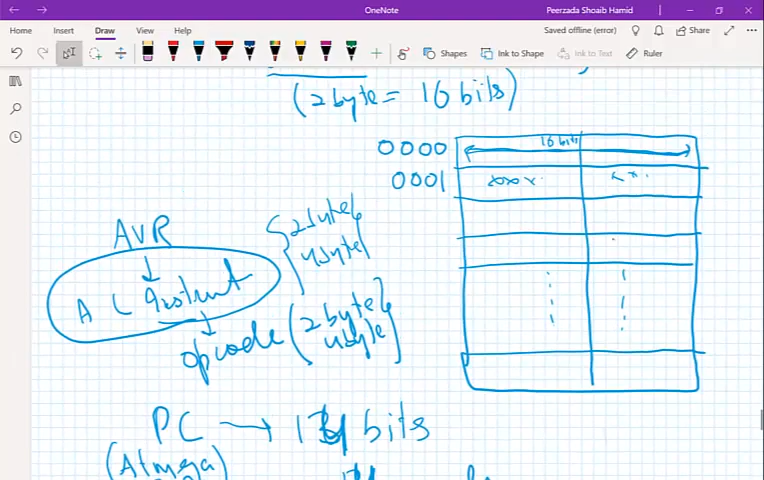 OneNote
Peerzada Shoaib Hamid
Home Insert Draw View Help
Saved offline (error)
Share
Shapes
Ink to Shape
Ink to Text
Ruler
(2 byte = 16 bits)
0000
16 bits
0001
AVR
2 byte
4 byte
A L Instruct
opcode (2 byte
4 byte
PC → bits
(Atmega